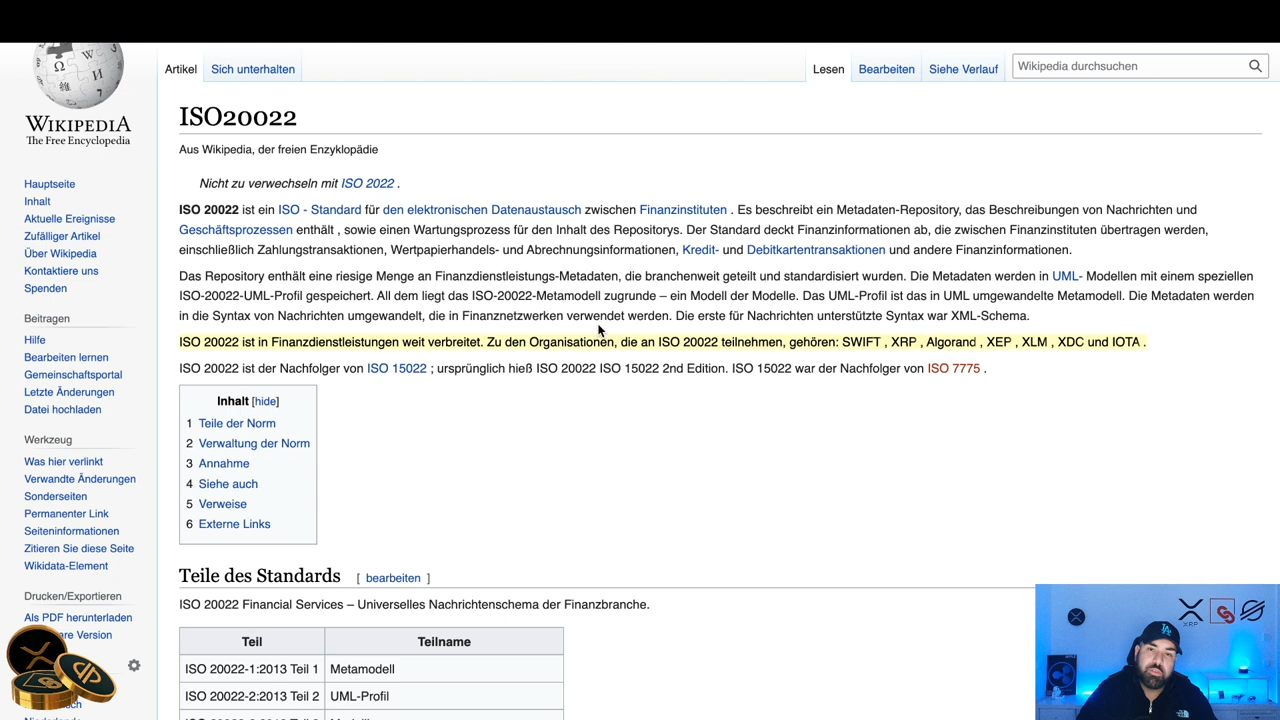 WIKIPEDIA
The Free Encyclopedia
Hauptseite
Inhalt
Aktuelle Ereignisse
Zufälliger Artikel
Über Wikipedia
Kontaktiere uns
Spenden
Beitragen
Hilfe
Bearbeiten lernen
Gemeinschaftsportal
Letzte Änderungen
Datei hochladen
Werkzeug
Was hier verlinkt
Verwandte Änderungen
Sonderseiten
Permanenter Link
Seiteninformationen
Zitieren Sie diese Seite
Wikidata-Element
Drucken/Exportieren
Als PDF herunterladen
Version
Artikel Sich unterhalten Lesen Bearbeiten Siehe Verlauf Wikipedia durchsuchen
ISO20022
Aus Wikipedia, der freien Enzyklopädie
Nicht zu verwechseln mit ISO 2022 .
ISO 20022 ist ein ISO - Standard für den elektronischen Datenaustausch zwischen Finanzinstituten . Es beschreibt ein Metadaten-Repository, das Beschreibungen von Nachrichten und
Geschäftsprozessen enthält , sowie einen Wartungsprozess für den Inhalt des Repositorys. Der Standard deckt Finanzinformationen ab, die zwischen Finanzinstituten übertragen werden,
einschließlich Zahlungstransaktionen, Wertpapierhandels- und Abrechnungsinformationen, Kredit- und Debitkartentransaktionen und andere Finanzinformationen.
Das Repository enthält eine riesige Menge an Finanzdienstleistungs-Metadaten, die branchenweit geteilt und standardisiert wurden. Die Metadaten werden in UML- Modellen mit einem speziellen
ISO-20022-UML-Profil gespeichert. All dem liegt das ISO-20022-Metamodell zugrunde – ein Modell der Modelle. Das UML-Profil ist das in UML umgewandelte Metamodell. Die Metadaten werden
in die Syntax von Nachrichten umgewandelt, die in Finanznetzwerken verwendet werden. Die erste für Nachrichten unterstützte Syntax war XML-Schema.
ISO 20022 ist in Finanzdienstleistungen weit verbreitet. Zu den Organisationen, die an ISO 20022 teilnehmen, gehören: SWIFT , XRP , Algorand , XEP , XLM , XDC und IOTA .
ISO 20022 ist der Nachfolger von ISO 15022 ; ursprünglich hieß ISO 20022 ISO 15022 2nd Edition. ISO 15022 war der Nachfolger von ISO 7775 .
Inhalt [hide]
1 Teile der Norm
2 Verwaltung der Norm
3 Annahme
4 Siehe auch
5 Verweise
6 Externe Links
Teile des Standards [ bearbeiten ]
ISO 20022 Financial Services – Universelles Nachrichtenschema der Finanzbranche.
Teil Teilname
ISO 20022-1:2013 Teil 1 Metamodell
ISO 20022-2:2013 Teil 2 UML-Profil
XRP
LA